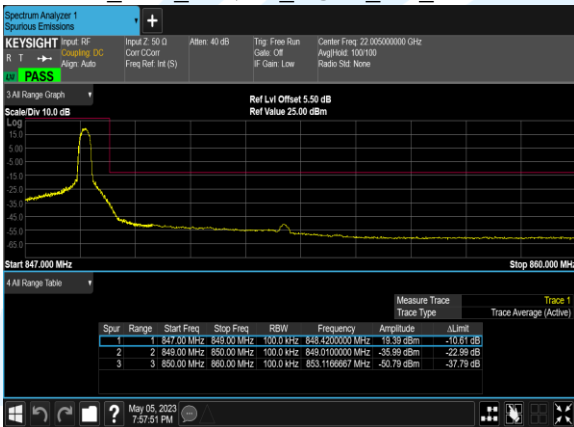 Spectrum Analyzer 1
Spurious Emissions
KEYSIGHT Input: RF Input Z: 50 Ω Atten: 40 dB Trig: Free Run Center Freq: 22.005000000 GHz
R T Coupling: DC Corr CCorr Gate: Off Avg|Hold: 100/100
Align: Auto Freq Ref: Int (S) IF Gain: Low Radio Std: None
PASS
3 All Range Graph
Ref Lvl Offset 5.50 dB
Scale/Div 10.0 dB Ref Value 25.00 dBm
Log
15.0
5.00
-5.00
-15.0
-25.0
-35.0
-45.0
-55.0
-65.0
Start 847.000 MHz Stop 860.000 MHz
4 All Range Table
Measure Trace Trace 1
Trace Type Trace Average (Active)
Spur Range Start Freq Stop Freq RBW Frequency Amplitude ΔLimit
1 1 847.00 MHz 849.00 MHz 100.0 kHz 848.4200000 MHz 19.39 dBm -10.61 dB
2 2 849.00 MHz 850.00 MHz 100.0 kHz 849.0100000 MHz -35.99 dBm -22.99 dB
3 3 850.00 MHz 860.00 MHz 100.0 kHz 853.1166667 MHz -50.79 dBm -37.79 dB
May 05, 2023
7:57:51 PM